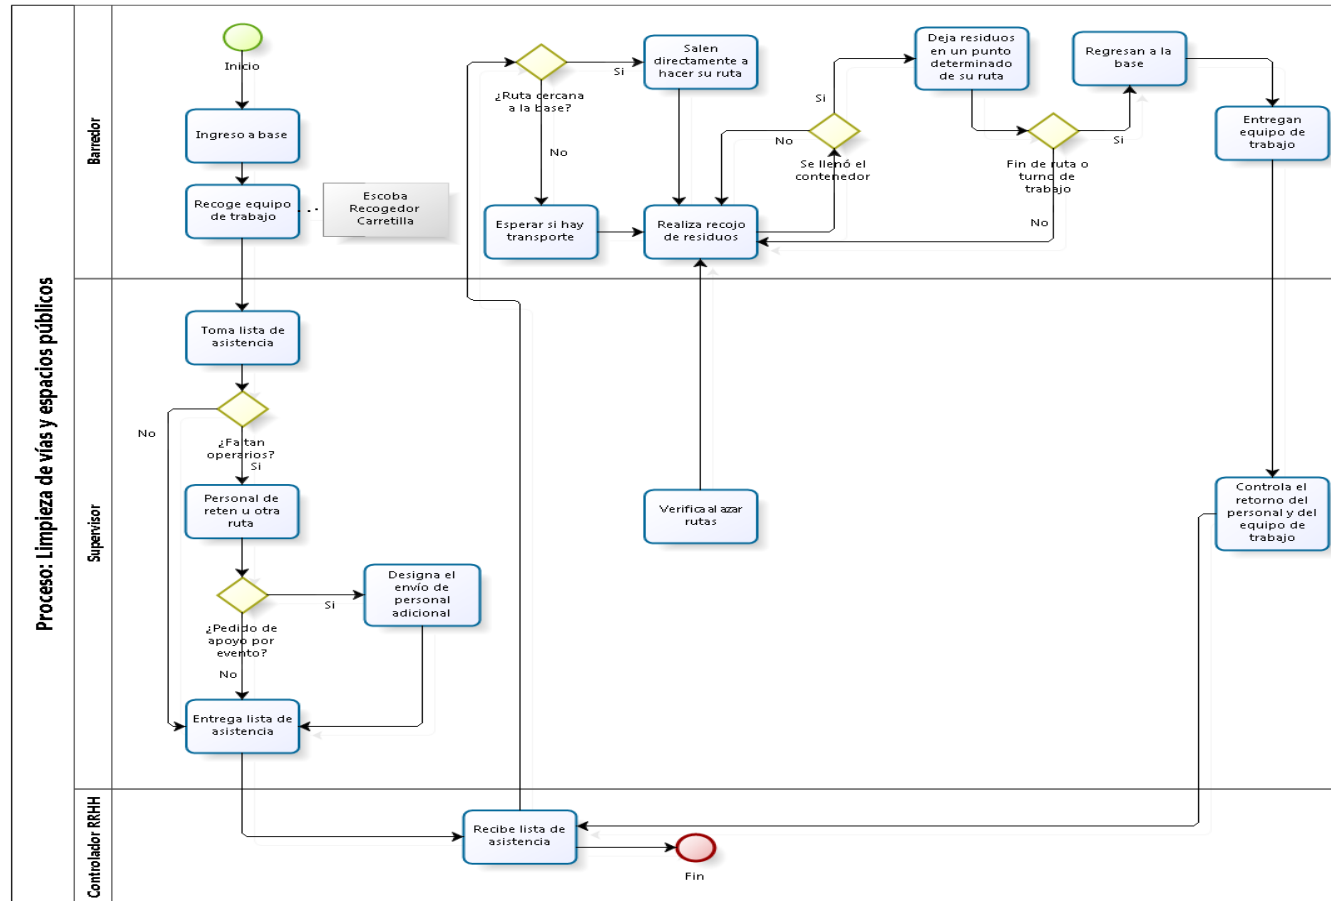 Proceso: Limpieza de vías y espacios públicos
Barredor
Inicio
Ingreso a base
Recoge equipo
de trabajo
Escoba
Recogedor
Carretilla
¿Ruta cercana
a la base?
Si
No
Salen
directamente a
hacer su ruta
Esperar si hay
transporte
Realiza recojo
de residuos
No
Si
Se llenó el
contenedor
Deja residuos
en un punto
determinado
de su ruta
Fin de ruta o
turno de
trabajo
Si
No
Regresan a la
base
Entregan
equipo de
trabajo
Supervisor
Toma lista de
asistencia
No
¿Faltan
operarios?
Si
Personal de
reten u otra
ruta
¿Pedido de
apoyo por
evento?
Si
No
Designa el
envío de
personal
adicional
Entrega lista de
asistencia
Verifica al azar
rutas
Controla el
retorno del
personal y del
equipo de
trabajo
Controlador RRHH
Recibe lista de
asistencia
Fin